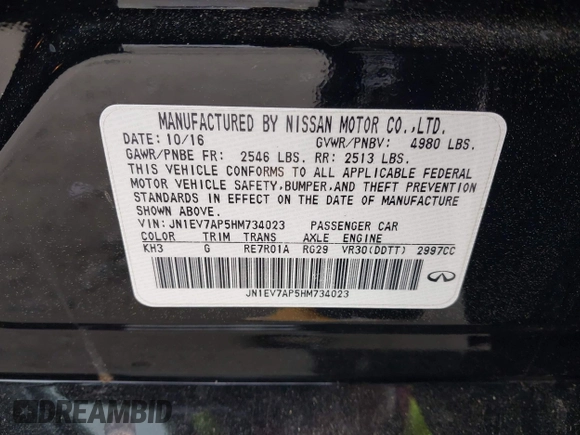 MANUFACTURED BY NISSAN MOTOR CO.,LTD.
DATE: 10/16 GVWR/PNBV: 4980 LBS.
GAWR/PNBE FR: 2546 LBS. RR: 2513 LBS.
THIS VEHICLE CONFORMS TO ALL APPLICABLE FEDERAL
MOTOR VEHICLE SAFETY,BUMPER,AND THEFT PREVENTION
STANDARDS IN EFFECT ON THE DATE OF MANUFACTURE
SHOWN ABOVE.
VIN: JN1EV7AP5HM734023 PASSENGER CAR
COLOR TRIM TRANS AXLE ENGINE
KH3 G RE7R01A RG29 VR30(DDTT) 2997CC
JN1EV7AP5HM734023
DREAMBID